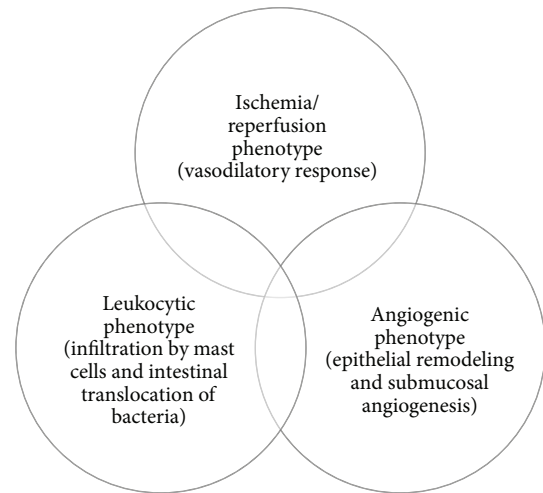 Ischemia/
reperfusion
phenotype
(vasodilatory response)
Leukocytic
phenotype
(infiltration by mast
cells and intestinal
translocation of
bacteria)
Angiogenic
phenotype
(epithelial remodeling
and submucosal
angiogenesis)